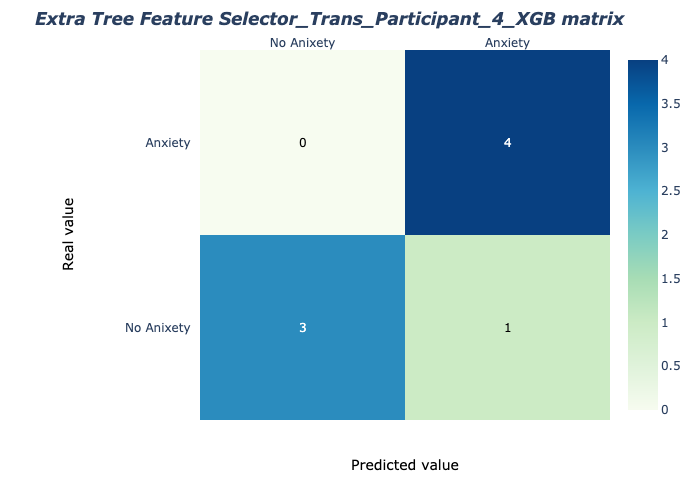 Extra Tree Feature Selector_Trans_Participant_4_XGB matrix
No Anixety
Anxiety
Anxiety
0
4
No Anixety
3
1
Real value
Predicted value
4
3.5
3
2.5
2
1.5
1
0.5
0